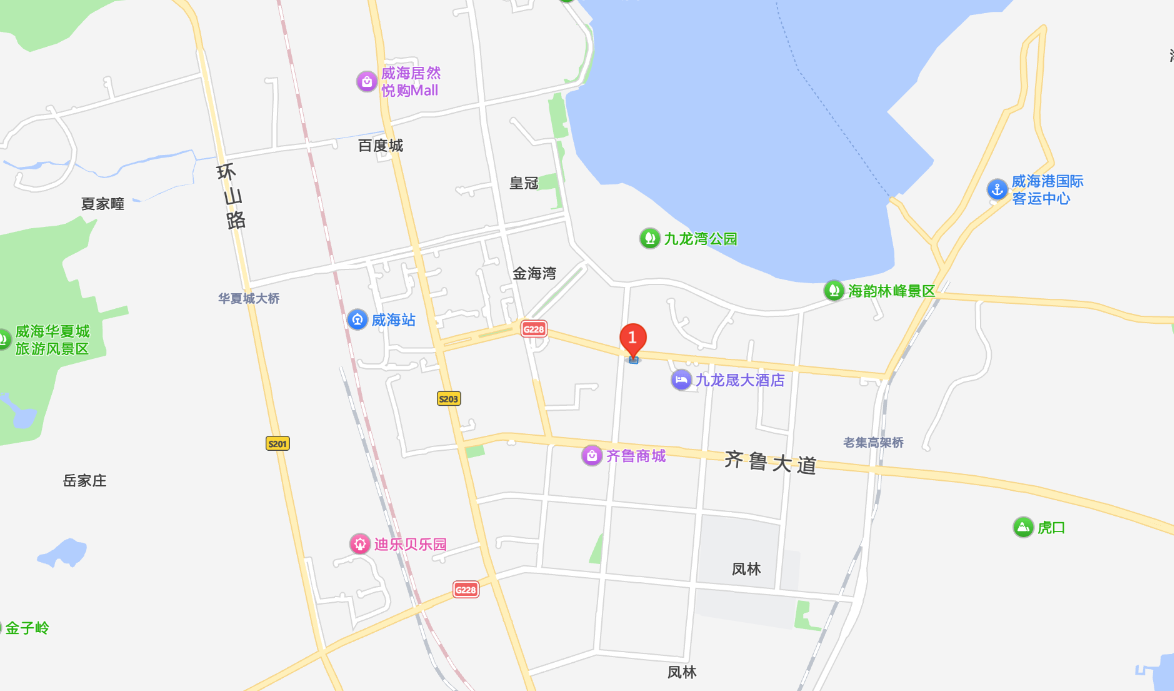 威海居然
悦购Mall
百度城
环山路
夏家疃
皇冠
威海港国际
客运中心
九龙湾公园
金海湾
华夏城大桥
海韵林峰景区
威海站
G228
威海华夏城
旅游风景区
1
九龙晟大酒店
S203
S201
老集高架桥
齐鲁商城
齐鲁大道
岳家庄
虎口
迪乐贝乐园
凤林
G228
金子岭
凤林